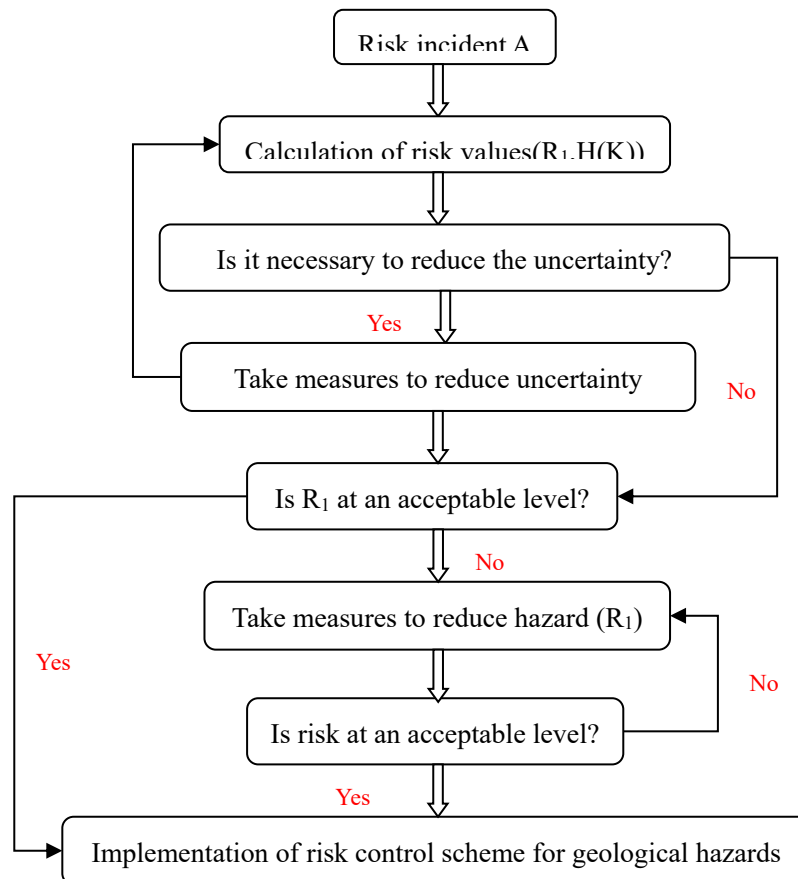 Risk incident A
Calculation of risk values(R₁,H(K))
Is it necessary to reduce the uncertainty?
Yes
Take measures to reduce uncertainty
No
Is R₁ at an acceptable level?
No
Take measures to reduce hazard (R₁)
Yes
No
Is risk at an acceptable level?
Yes
Implementation of risk control scheme for geological hazards